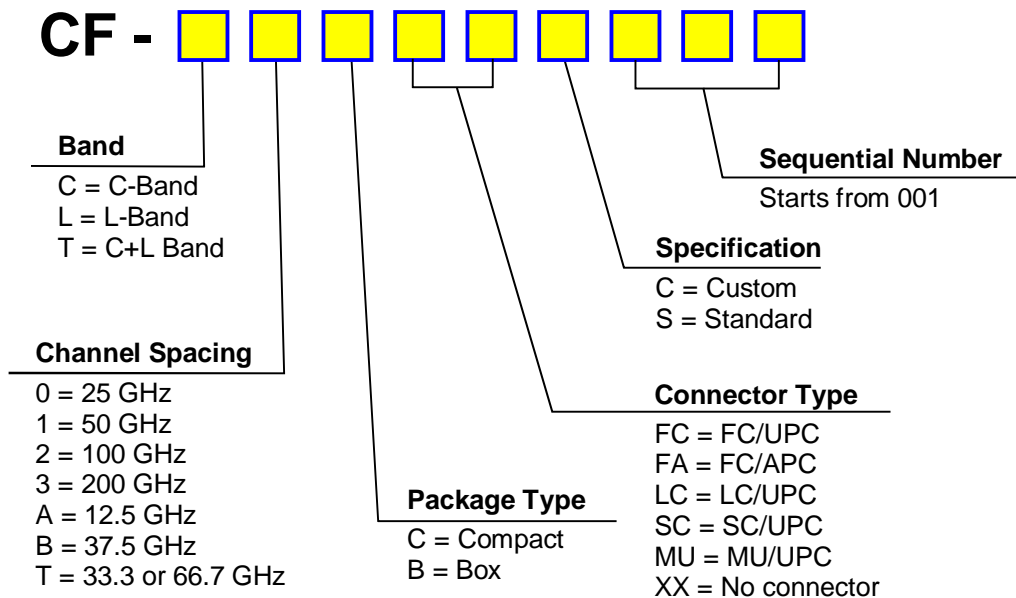 CF -
Band
C = C-Band
L = L-Band
T = C+L Band
Sequential Number
Starts from 001
Specification
C = Custom
S = Standard
Channel Spacing
0 = 25 GHz
1 = 50 GHz
2 = 100 GHz
3 = 200 GHz
A = 12.5 GHz
B = 37.5 GHz
T = 33.3 or 66.7 GHz
Package Type
C = Compact
B = Box
Connector Type
FC = FC/UPC
FA = FC/APC
LC = LC/UPC
SC = SC/UPC
MU = MU/UPC
XX = No connector